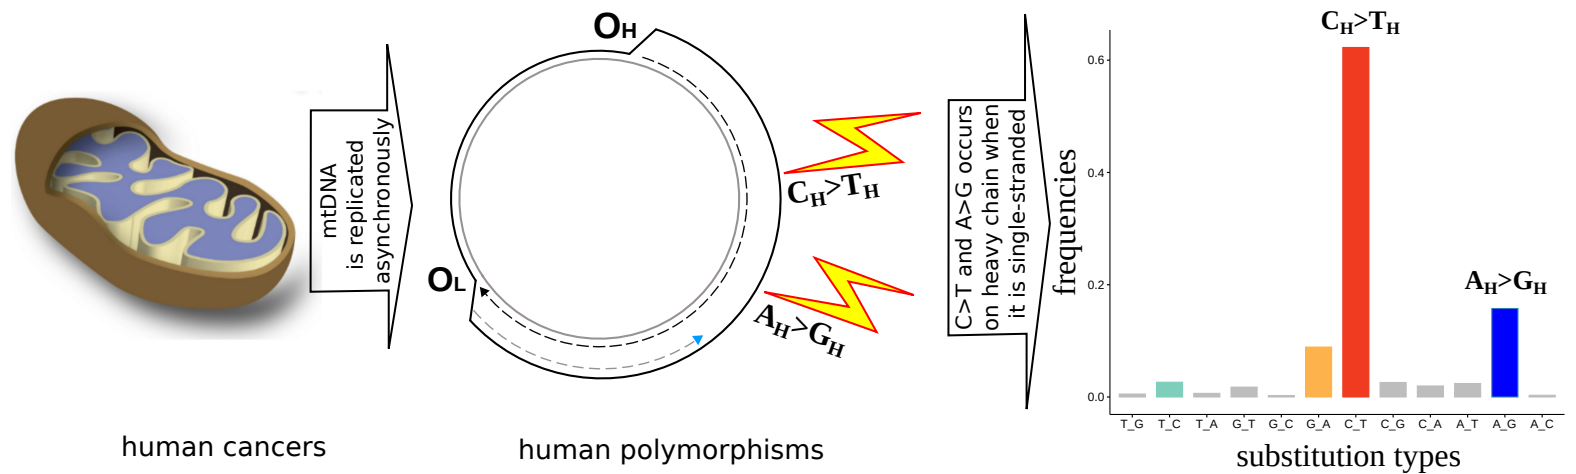 mtDNA
is replicated
asynchronously
human cancers
OH
OL
CH>TH
AH>GH
human polymorphisms
C>T and A>G occurs
on heavy chain when
it is single-stranded
frequencies
0.6
0.4
0.2
0.0
CH>TH
AH>GH
T_G T_C T_A G_T G_C G_A C_T C_G C_A A_T A_G A_C
substitution types